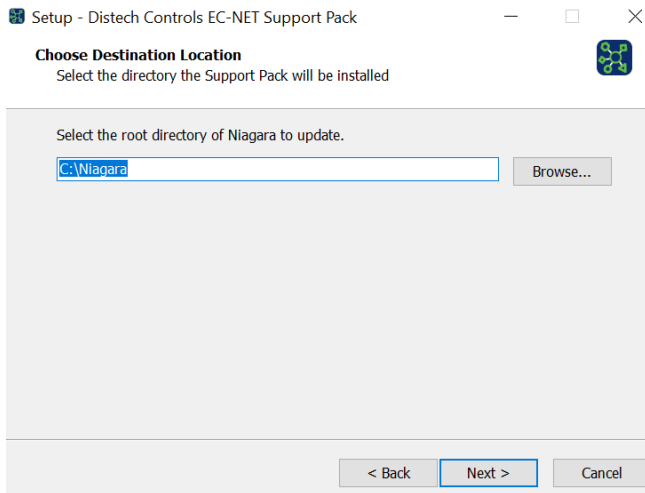 Setup - Distech Controls EC-NET Support Pack
Choose Destination Location
Select the directory the Support Pack will be installed
Select the root directory of Niagara to update.
C:\Niagara
Browse...
< Back
Next >
Cancel